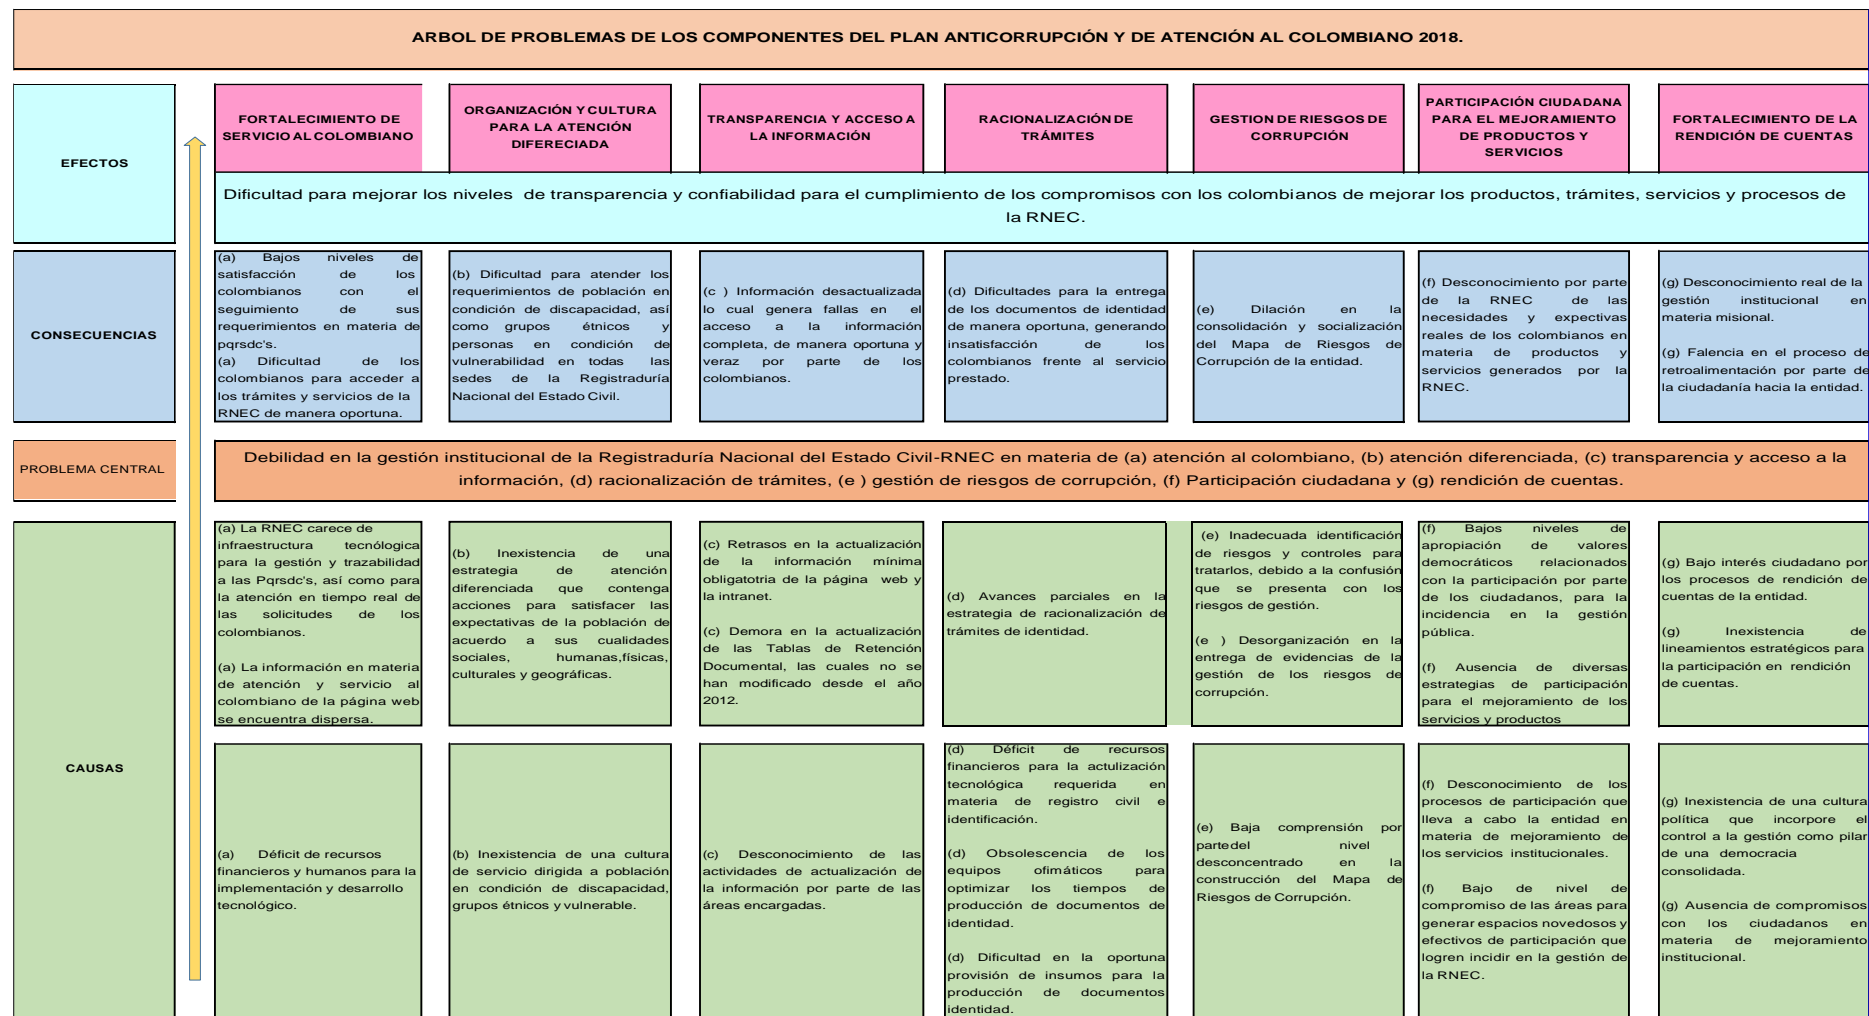 ARBOL DE PROBLEMAS DE LOS COMPONENTES DEL PLAN ANTICORRUPCIÓN Y DE ATENCIÓN AL COLOMBIANO 2018.
EFECTOS
FORTALECIMIENTO DE
SERVICIO AL COLOMBIANO
ORGANIZACIÓN Y CULTURA
PARA LA ATENCIÓN
DIFERECIADA
TRANSPARENCIA Y ACCESO A
LA INFORMACIÓN
RACIONALIZACIÓN DE
TRÁMITES
GESTION DE RIESGOS DE
CORRUPCIÓN
PARTICIPACIÓN CIUDADANA
PARA EL MEJORAMIENTO
DE PRODUCTOS Y
SERVICIOS
FORTALECIMIENTO DE LA
RENDICIÓN DE CUENTAS
Dificultad para mejorar los niveles de transparencia y confiabilidad para el cumplimiento de los compromisos con los colombianos de mejorar los productos, trámites, servicios y procesos de
la RNEC.
CONSECUENCIAS
(a) Bajos niveles de
satisfacción de los
colombianos con el
seguimiento de sus
requerimientos en materia de
pqrsdc's.
(a) Dificultad de los
colombianos para acceder a
los trámites y servicios de la
RNEC de manera oportuna.
(b) Dificultad para atender los
requerimientos de población en
condición de discapacidad, así
como grupos étnicos y
personas en condición de
vulnerabilidad en todas las
sedes de la Registraduría
Nacional del Estado Civil.
(c ) Información desactualizada
lo cual genera fallas en el
acceso a la información
completa, de manera oportuna y
veraz por parte de los
colombianos.
(d) Dificultades para la entrega
de los documentos de identidad
de manera oportuna, generando
insatisfacción de los
colombianos frente al servicio
prestado.
(e) Dilación en la
consolidación y socialización
del Mapa de Riesgos de
Corrupción de la entidad.
(f) Desconocimiento por parte
de la RNEC de las
necesidades y expectivas
reales de los colombianos en
materia de productos y
servicios generados por la
RNEC.
(g) Desconocimiento real de la
gestión institucional en
materia misional.
(g) Falencia en el proceso de
retroalimentación por parte de
la ciudadanía hacia la entidad.
PROBLEMA CENTRAL
Debilidad en la gestión institucional de la Registraduría Nacional del Estado Civil-RNEC en materia de (a) atención al colombiano, (b) atención diferenciada, (c) transparencia y acceso a la
información, (d) racionalización de trámites, (e ) gestión de riesgos de corrupción, (f) Participación ciudadana y (g) rendición de cuentas.
CAUSAS
(a) La RNEC carece de
infraestructura tecnólogica
para la gestión y trazabilidad
a las Pqrsdc's, así como para
la atención en tiempo real de
las solicitudes de los
colombianos.
(a) La información en materia
de atención y servicio al
colombiano de la página web
se encuentra dispersa.
(b) Inexistencia de una
estrategia de atención
diferenciada que contenga
acciones para satisfacer las
expectativas de la población de
acuerdo a sus cualidades
sociales, humanas,físicas,
culturales y geográficas.
(c) Retrasos en la actualización
de la información mínima
obligatotria de la página web y
la intranet.
(c) Demora en la actualización
de las Tablas de Retención
Documental, las cuales no se
han modificado desde el año
2012.
(d) Avances parciales en la
estrategia de racionalización de
trámites de identidad.
(e) Inadecuada identificación
de riesgos y controles para
tratarlos, debido a la confusión
que se presenta con los
riesgos de gestión.
(e ) Desorganización en la
entrega de evidencias de la
gestión de los riesgos de
corrupción.
(f) Bajos niveles de
apropiación de valores
democráticos relacionados
con la participación por parte
de los ciudadanos, para la
incidencia en la gestión
pública.
(f) Ausencia de diversas
estrategias de participación
para el mejoramiento de los
servicios y productos
(g) Bajo interés ciudadano por
los procesos de rendición de
cuentas de la entidad.
(g) Inexistencia de
lineamientos estratégicos para
la participación en rendición
de cuentas.
(a) Déficit de recursos
financieros y humanos para la
implementación y desarrollo
tecnológico.
(b) Inexistencia de una cultura
de servicio dirigida a población
en condición de discapacidad,
grupos étnicos y vulnerable.
(c) Desconocimiento de las
actividades de actualización de
la información por parte de las
áreas encargadas.
(d) Déficit de recursos
financieros para la actulización
tecnológica requerida en
materia de registro civil e
identificación.
(d) Obsolescencia de los
equipos ofimáticos para
optimizar los tiempos de
producción de documentos de
identidad.
(d) Dificultad en la oportuna
provisión de insumos para la
producción de documentos
identidad.
(e) Baja comprensión por
partedel nivel
desconcentrado en la
construcción del Mapa de
Riesgos de Corrupción.
(f) Desconocimiento de los
procesos de participación que
lleva a cabo la entidad en
materia de mejoramiento de
los servicios institucionales.
(f) Bajo de nivel de
compromiso de las áreas para
generar espacios novedosos y
efectivos de participación que
logren incidir en la gestión de
la RNEC.
(g) Inexistencia de una cultura
política que incorpore el
control a la gestión como pilar
de una democracia
consolidada.
(g) Ausencia de compromisos
con los ciudadanos en
materia de mejoramiento
institucional.